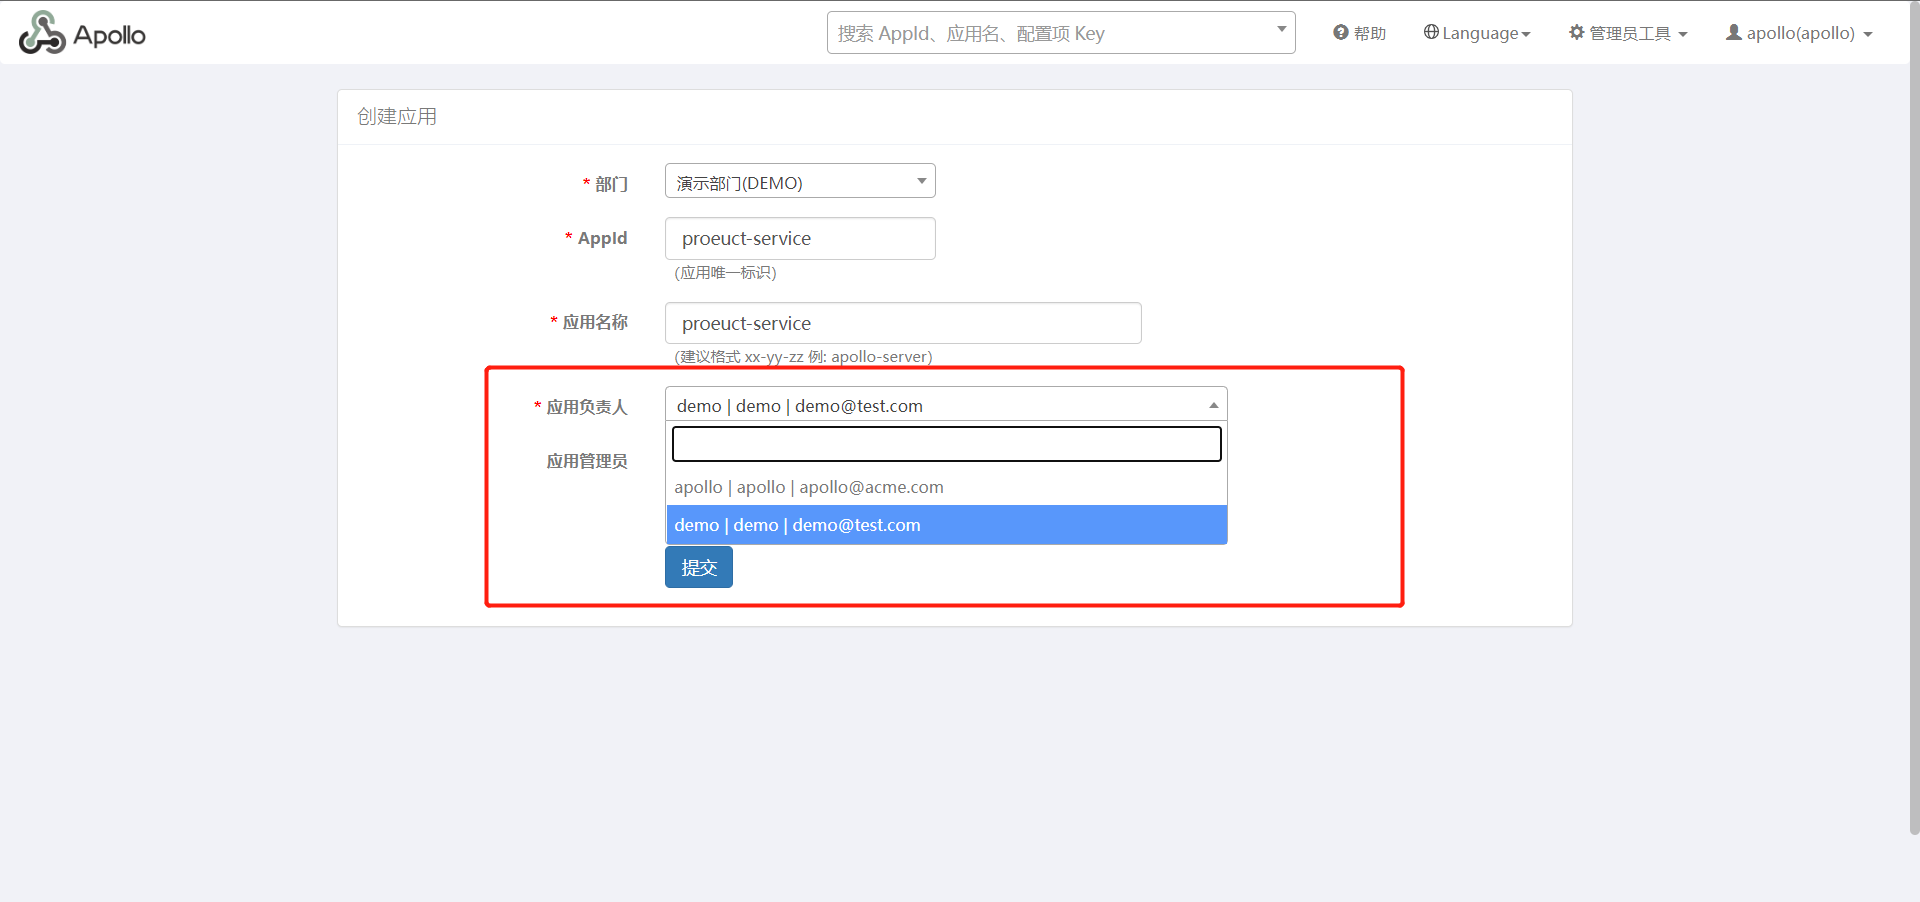 Apollo
搜索 AppId、应用名、配置项 Key
帮助
Language
管理员工具
apollo(apollo)
创建应用
* 部门
演示部门(DEMO)
* AppId
proeuct-service
(应用唯一标识)
* 应用名称
proeuct-service
(建议格式 xx-yy-zz 例: apollo-server)
* 应用负责人
demo | demo | demo@test.com
应用管理员
apollo | apollo | apollo@acme.com
demo | demo | demo@test.com
提交